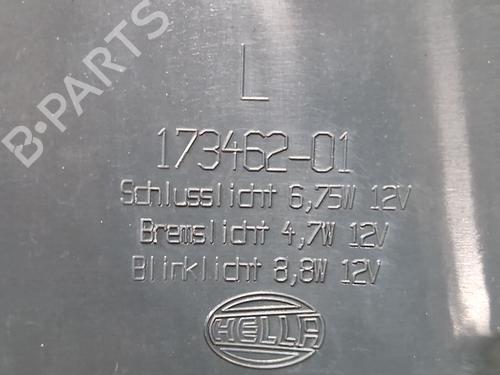 B-PARTS
L
173462-01
Schlusslicht 6,75W 12V
Bremslicht 4,7W 12V
Blinklicht 8,8W 12V
HELLA